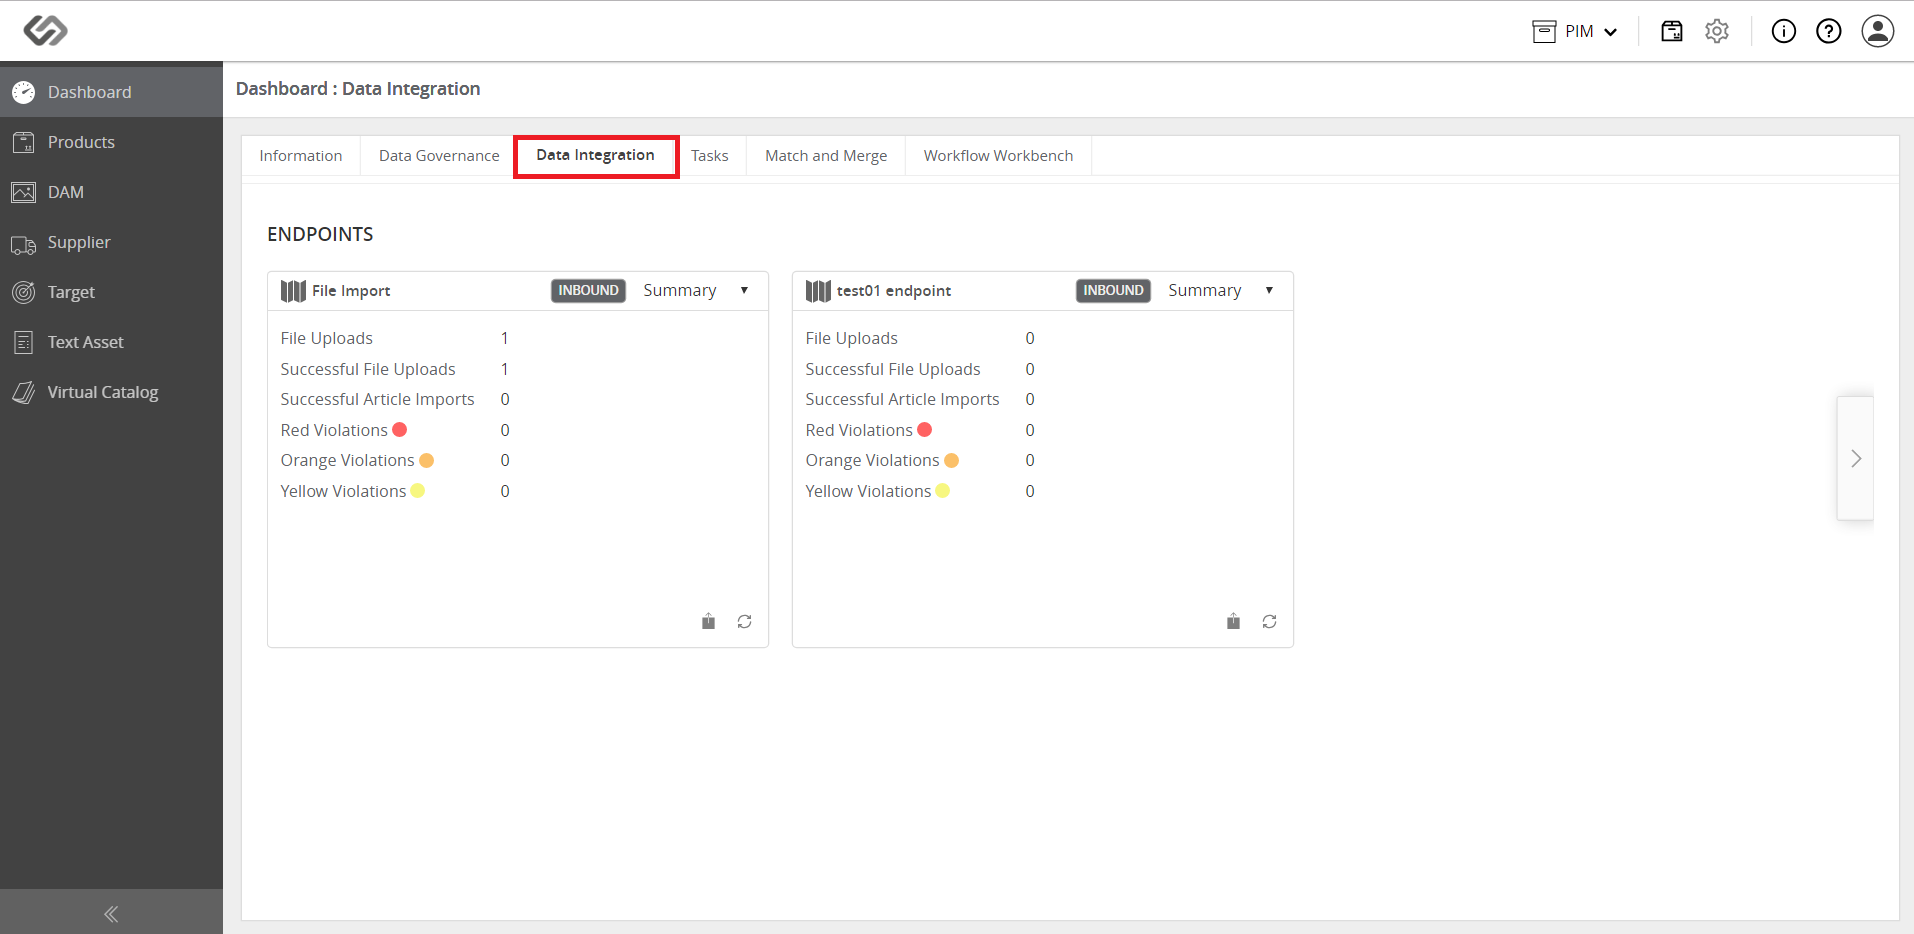 PIM
Dashboard
Products
DAM
Supplier
Target
Text Asset
Virtual Catalog
Dashboard : Data Integration
Information Data Governance Data Integration Tasks Match and Merge Workflow Workbench
ENDPOINTS
File Import INBOUND Summary
File Uploads 1
Successful File Uploads 1
Successful Article Imports 0
Red Violations 0
Orange Violations 0
Yellow Violations 0
test01 endpoint INBOUND Summary
File Uploads 0
Successful File Uploads 0
Successful Article Imports 0
Red Violations 0
Orange Violations 0
Yellow Violations 0